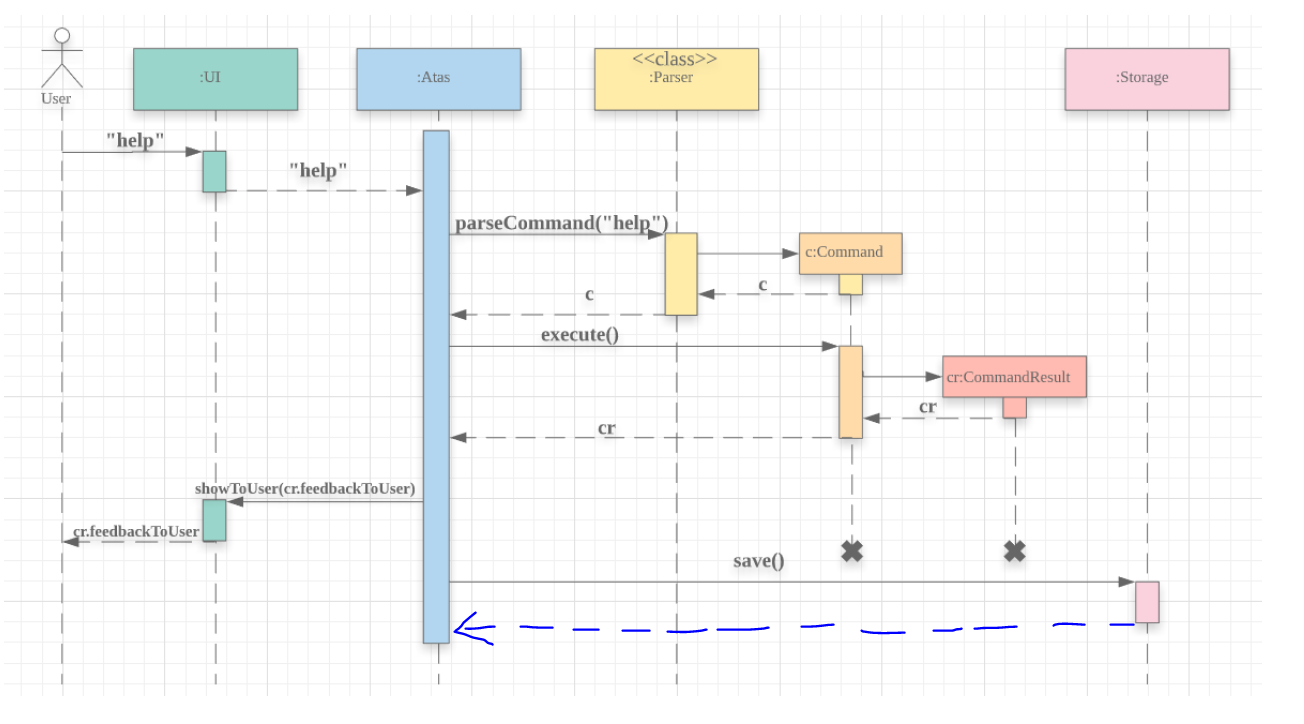 User
:UI
:Atas
<<class>>
:Parser
:Storage
"help"
"help"
parseCommand("help")
c:Command
c
c
execute()
cr:CommandResult
cr
cr
showToUser(cr.feedbackToUser)
cr.feedbackToUser
save()